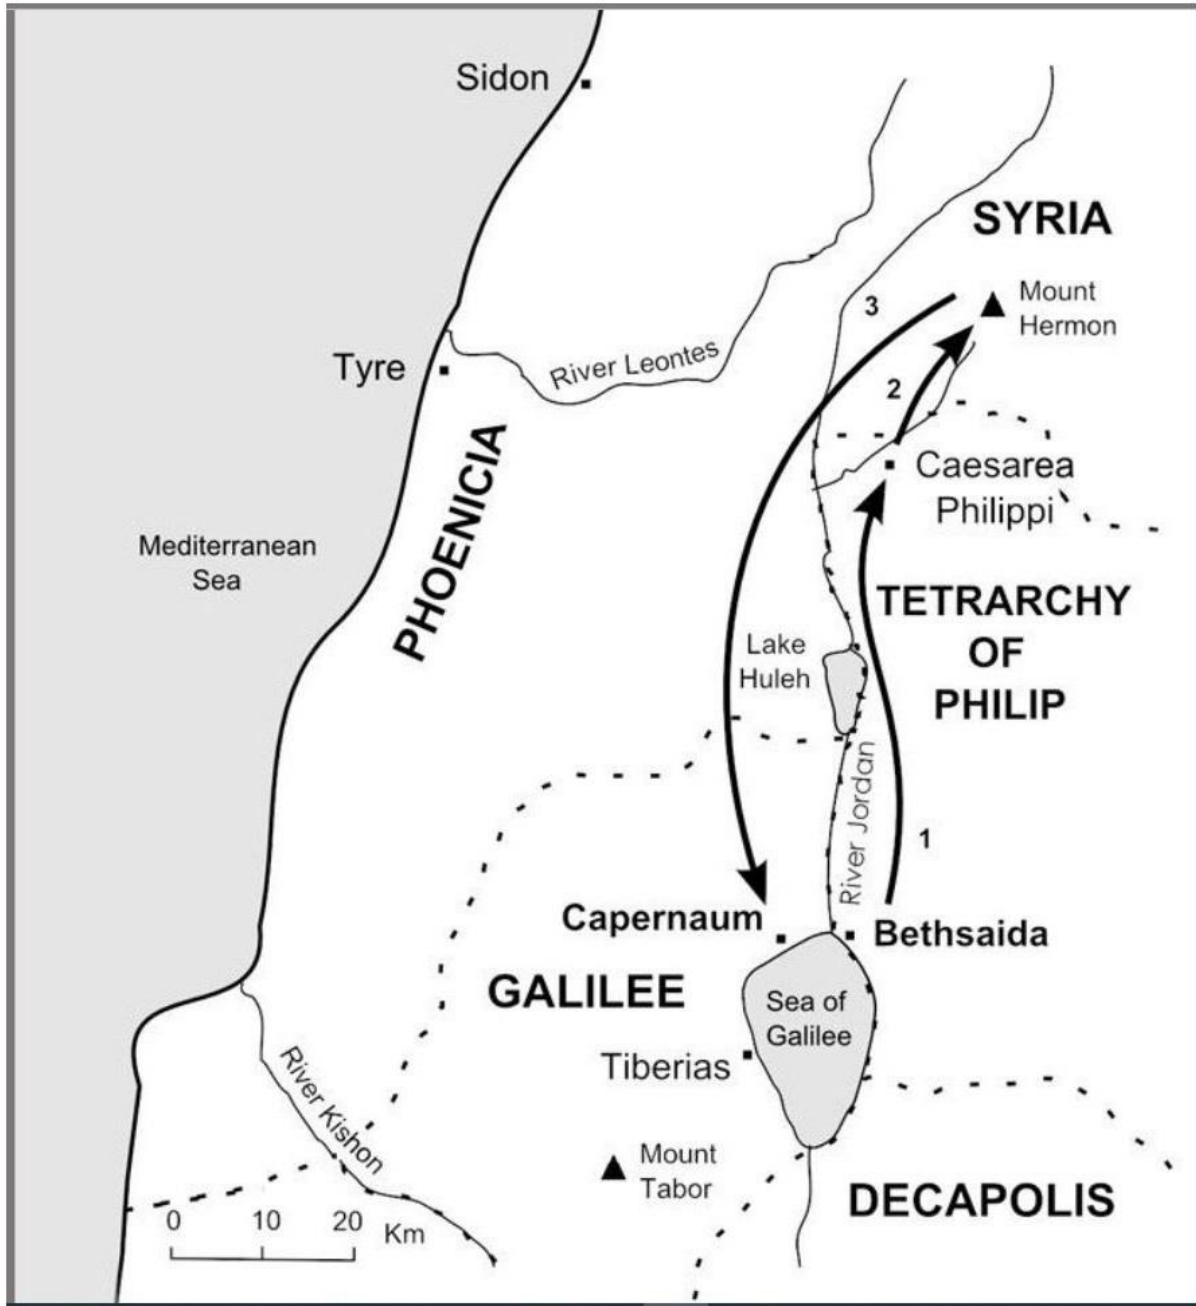 Sidon
SYRIA
3
Mount
Hermon
River Leontes
Tyre
2
Caesarea
Philippi
PHOENICIA
Mediterranean
Sea
TETRARCHY
OF
PHILIP
Lake
Huleh
River Jordan
1
Capernaum
Bethsaida
GALILEE
Sea of
Galilee
Tiberias
River Kishon
Mount
Tabor
DECAPOLIS
0 10 20 Km